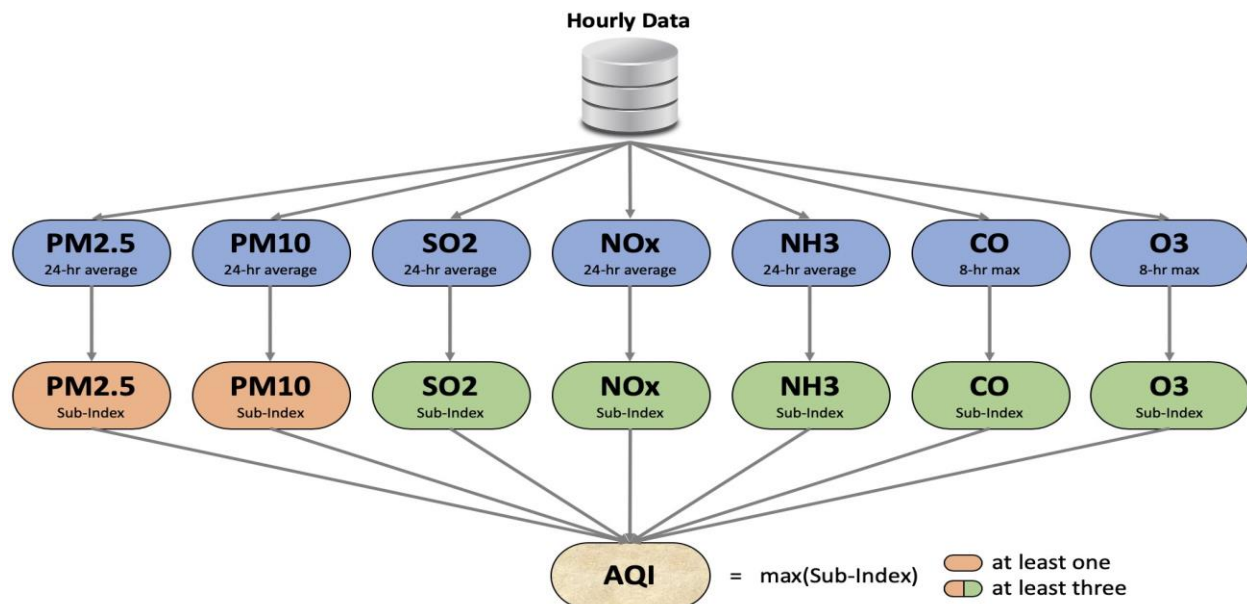 Hourly Data
PM2.5
24-hr average
PM10
24-hr average
SO2
24-hr average
NOx
24-hr average
NH3
24-hr average
CO
8-hr max
O3
8-hr max
PM2.5
Sub-Index
PM10
Sub-Index
SO2
Sub-Index
NOx
Sub-Index
NH3
Sub-Index
CO
Sub-Index
O3
Sub-Index
AQI = max(Sub-Index)
at least one
at least three